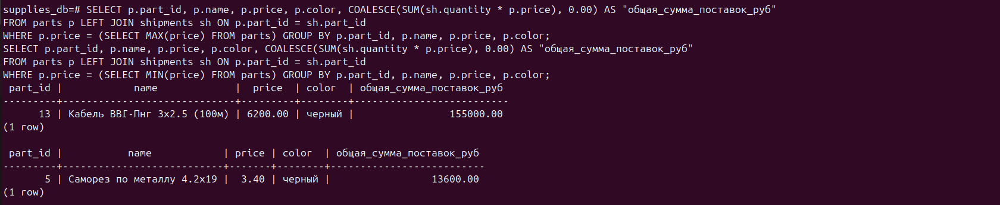 supplies_db=# SELECT p.part_id, p.name, p.price, p.color, COALESCE(SUM(sh.quantity * p.price), 0.00) AS "общая_сумма_поставок_руб"
FROM parts p LEFT JOIN shipments sh ON p.part_id = sh.part_id
WHERE p.price = (SELECT MAX(price) FROM parts) GROUP BY p.part_id, p.name, p.price, p.color;
SELECT p.part_id, p.name, p.price, p.color, COALESCE(SUM(sh.quantity * p.price), 0.00) AS "общая_сумма_поставок_руб"
FROM parts p LEFT JOIN shipments sh ON p.part_id = sh.part_id
WHERE p.price = (SELECT MIN(price) FROM parts) GROUP BY p.part_id, p.name, p.price, p.color;
 part_id |            name             |  price  | color  | общая_сумма_поставок_руб
---------+-----------------------------+---------+--------+--------------------------
      13 | Кабель ВВГ-Пнг 3х2.5 (100м) | 6200.00 | черный |                155000.00
(1 row)

 part_id |           name            | price | color  | общая_сумма_поставок_руб
---------+---------------------------+-------+--------+--------------------------
       5 | Саморез по металлу 4.2х19 |  3.40 | черный |                 13600.00
(1 row)